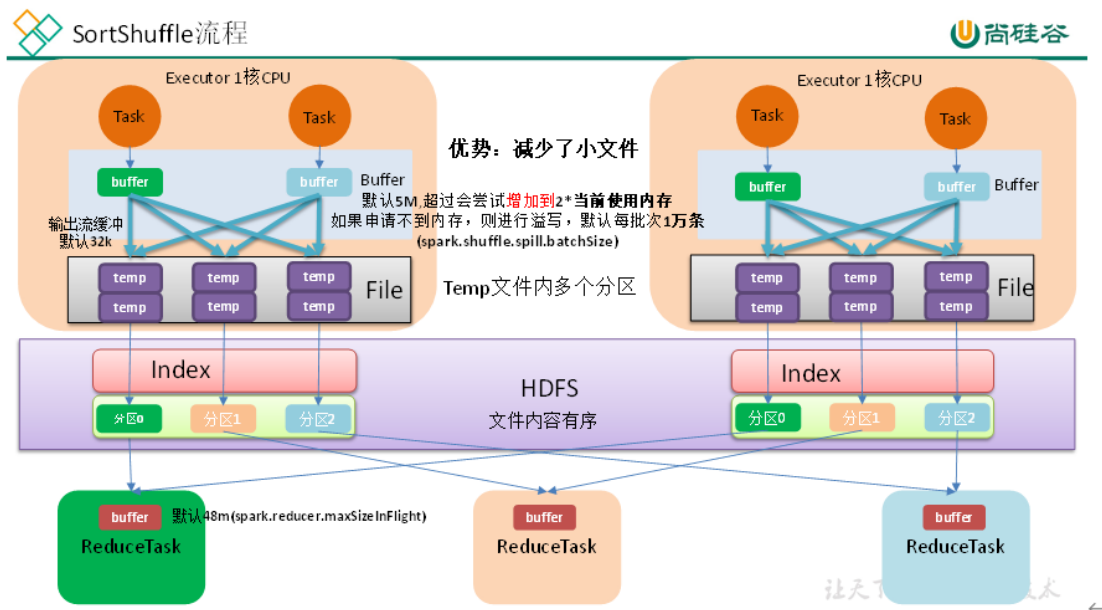 SortShuffle流程
尚硅谷
Executor 1核CPU
Executor 1核CPU
Task
Task
Task
Task
优势：减少了小文件
buffer
buffer
Buffer
buffer
buffer
Buffer
默认5M,超过会尝试增加到2*当前使用内存
如果申请不到内存，则进行溢写，默认每批次1万条
(spark.shuffle.spill.batchSize)
输出流缓冲
默认32k
temp
temp
temp
temp
temp
temp
File
Temp文件内多个分区
temp
temp
temp
temp
temp
temp
File
Index
Index
HDFS
文件内容有序
分区0
分区1
分区2
分区0
分区1
分区2
buffer
默认48m(spark.reducer.maxSizeInFlight)
ReduceTask
buffer
ReduceTask
buffer
ReduceTask
让天
术